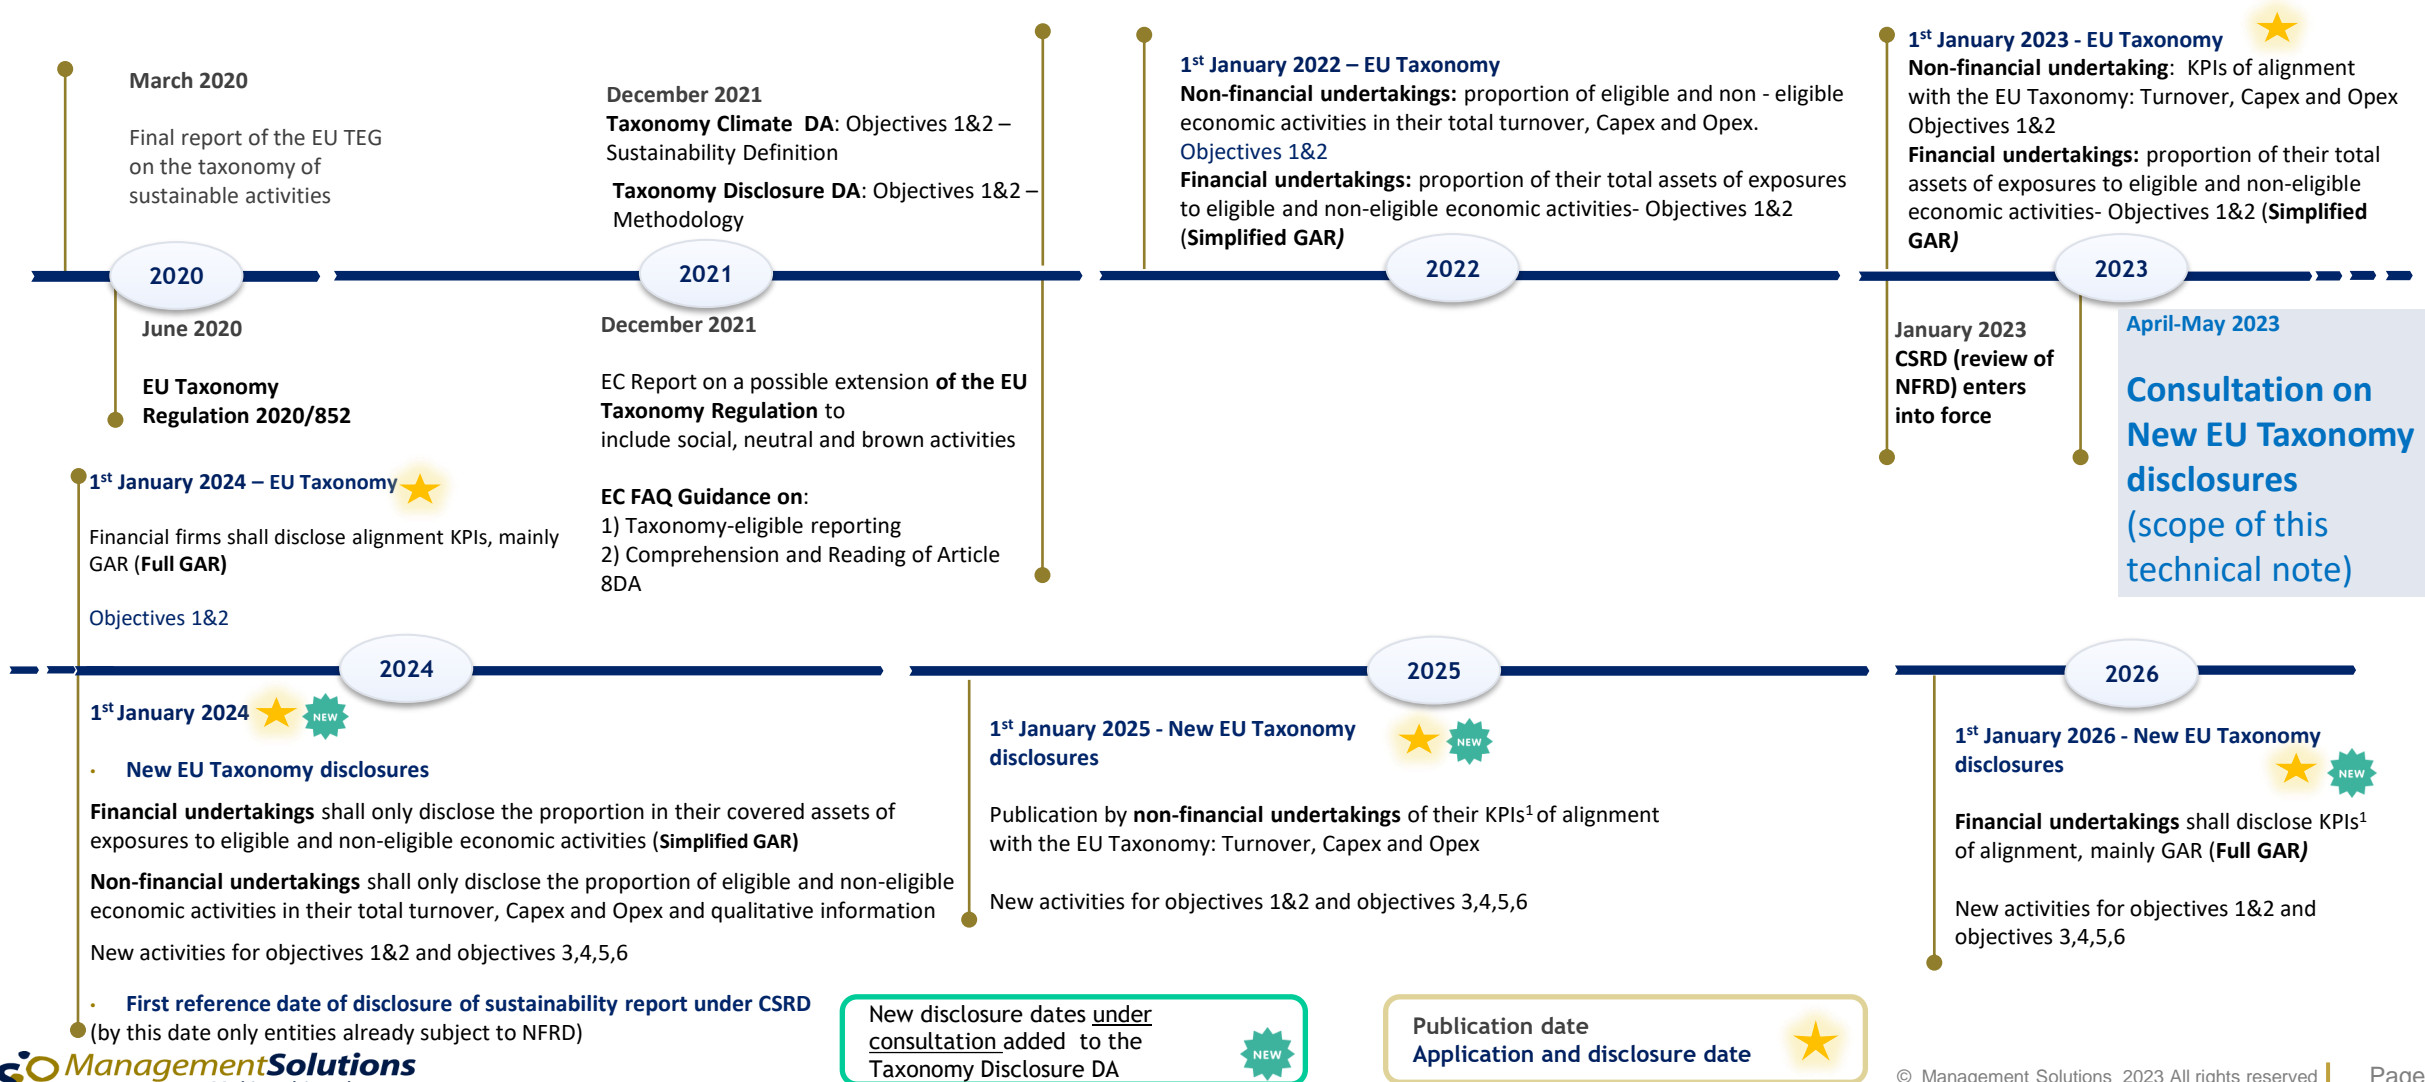 March 2020
Final report of the EU TEG
on the taxonomy of
sustainable activities
December 2021
Taxonomy Climate DA: Objectives 1&2 –
Sustainability Definition
Taxonomy Disclosure DA: Objectives 1&2 –
Methodology
1st January 2022 – EU Taxonomy
Non-financial undertakings: proportion of eligible and non - eligible
economic activities in their total turnover, Capex and Opex.
Objectives 1&2
Financial undertakings: proportion of their total assets of exposures
to eligible and non-eligible economic activities- Objectives 1&2
(Simplified GAR)
1st January 2023 - EU Taxonomy
Non-financial undertaking: KPIs of alignment
with the EU Taxonomy: Turnover, Capex and Opex
Objectives 1&2
Financial undertakings: proportion of their total
assets of exposures to eligible and non-eligible
economic activities- Objectives 1&2 (Simplified
GAR)
2020
2021
2022
2023
June 2020
EU Taxonomy
Regulation 2020/852
December 2021
EC Report on a possible extension of the EU
Taxonomy Regulation to
include social, neutral and brown activities
EC FAQ Guidance on:
1) Taxonomy-eligible reporting
2) Comprehension and Reading of Article
8DA
January 2023
CSRD (review of
NFRD) enters
into force
April-May 2023
Consultation on
New EU Taxonomy
disclosures
(scope of this
technical note)
1st January 2024 – EU Taxonomy
Financial firms shall disclose alignment KPIs, mainly
GAR (Full GAR)
Objectives 1&2
2024
2025
2026
1st January 2024
NEW
· New EU Taxonomy disclosures
Financial undertakings shall only disclose the proportion in their covered assets of
exposures to eligible and non-eligible economic activities (Simplified GAR)
Non-financial undertakings shall only disclose the proportion of eligible and non-eligible
economic activities in their total turnover, Capex and Opex and qualitative information
New activities for objectives 1&2 and objectives 3,4,5,6
· First reference date of disclosure of sustainability report under CSRD
(by this date only entities already subject to NFRD)
1st January 2025 - New EU Taxonomy
disclosures
NEW
Publication by non-financial undertakings of their KPIs1 of alignment
with the EU Taxonomy: Turnover, Capex and Opex
New activities for objectives 1&2 and objectives 3,4,5,6
1st January 2026 - New EU Taxonomy
disclosures
NEW
Financial undertakings shall disclose KPIs1
of alignment, mainly GAR (Full GAR)
New activities for objectives 1&2 and
objectives 3,4,5,6
New disclosure dates under
consultation added to the
Taxonomy Disclosure DA
NEW
Publication date
Application and disclosure date
ManagementSolutions
© Management Solutions 2023 All rights reserved
Page